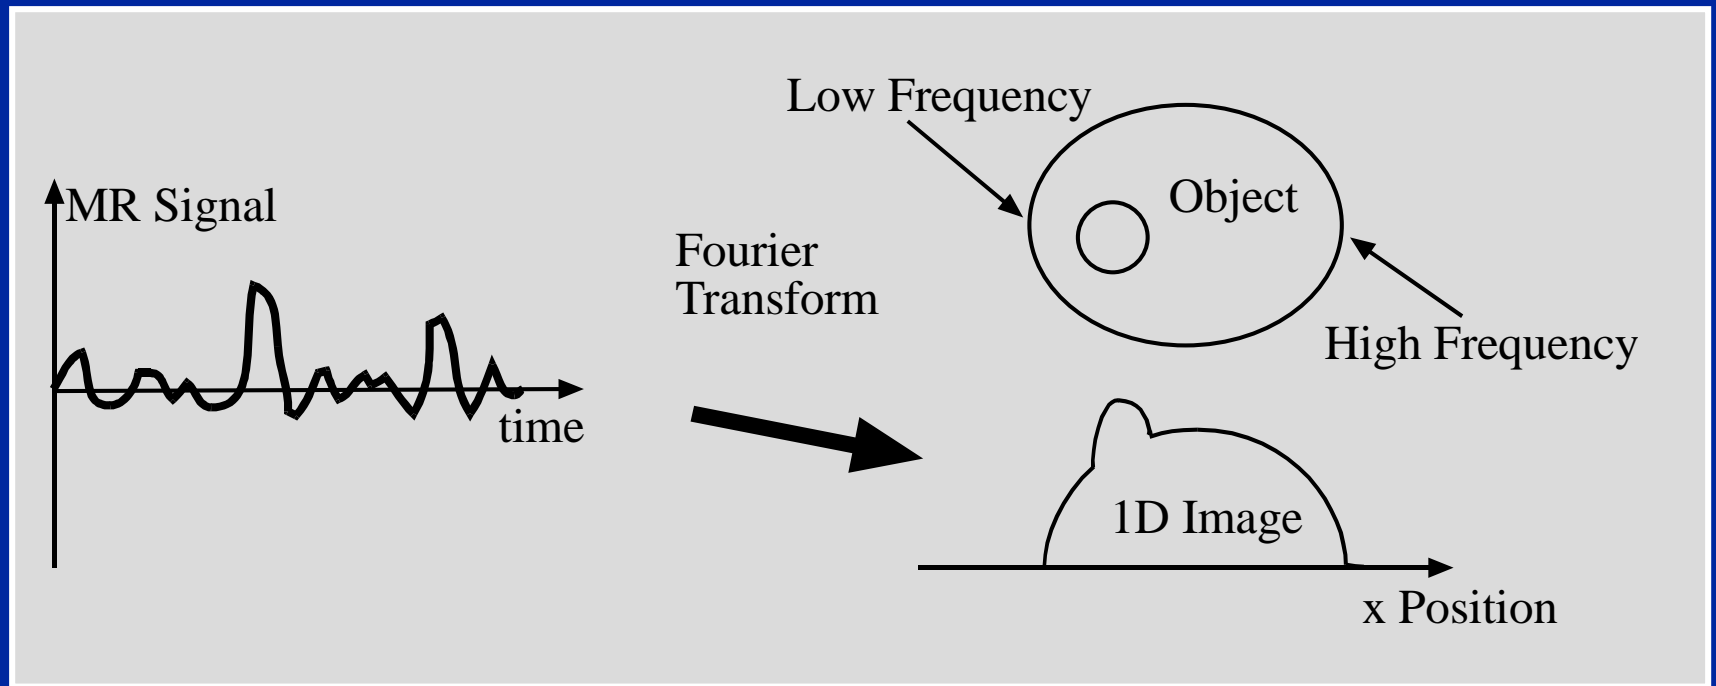 MR Signal
time
Fourier
Transform
Low Frequency
Object
High Frequency
1D Image
x Position